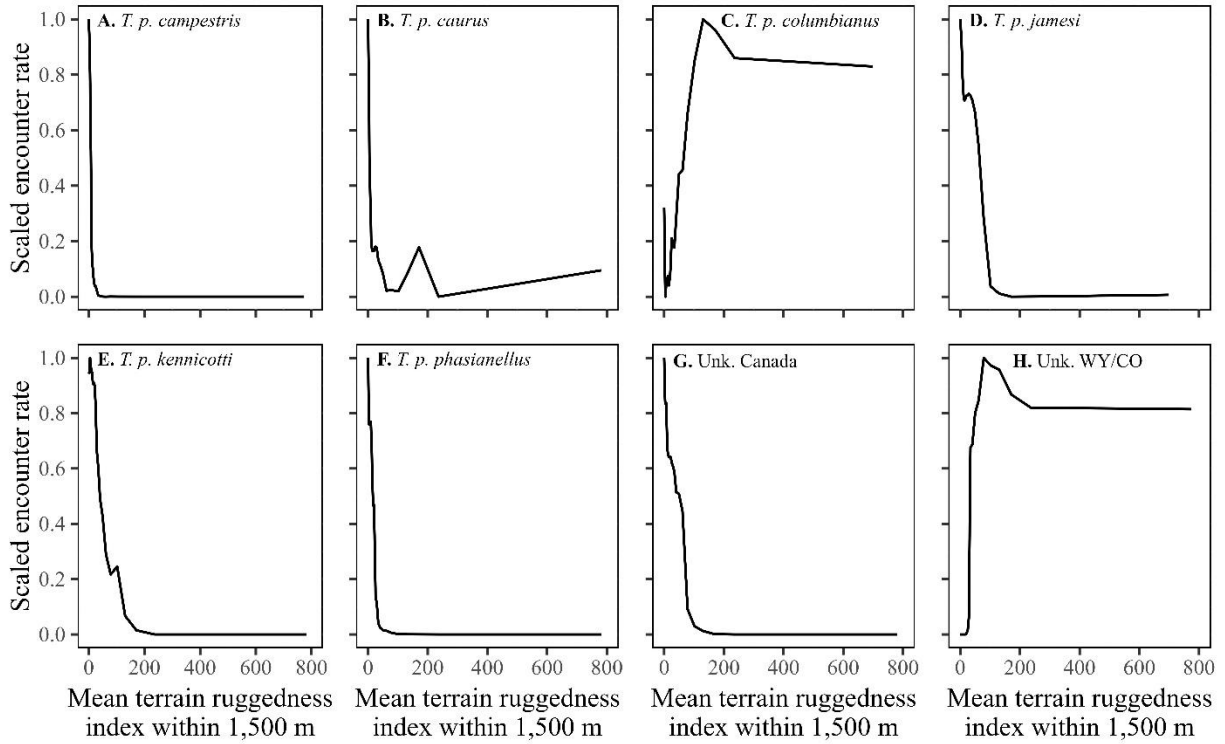 A. T. p. campestris
B. T. p. caurus
C. T. p. columbianus
D. T. p. jamesi
1.0
0.8
0.6
0.4
0.2
0.0
Scaled encounter rate
E. T. p. kennicotti
F. T. p. phasianellus
G. Unk. Canada
H. Unk. WY/CO
1.0
0.8
0.6
0.4
0.2
0.0
Scaled encounter rate
0 200 400 600 800
0 200 400 600 800
0 200 400 600 800
0 200 400 600 800
Mean terrain ruggedness
index within 1,500 m
Mean terrain ruggedness
index within 1,500 m
Mean terrain ruggedness
index within 1,500 m
Mean terrain ruggedness
index within 1,500 m